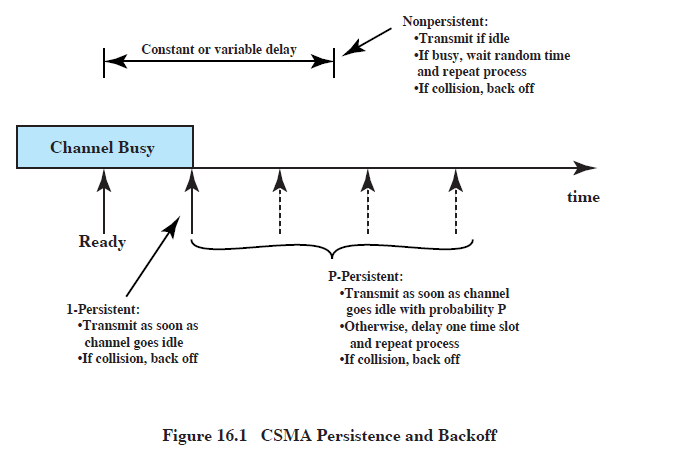 Nonpersistent:
•Transmit if idle
•If busy, wait random time
and repeat process
•If collision, back off
Constant or variable delay
Channel Busy
time
Ready
1-Persistent:
•Transmit as soon as
channel goes idle
•If collision, back off
P-Persistent:
•Transmit as soon as channel
goes idle with probability P
•Otherwise, delay one time slot
and repeat process
•If collision, back off
Figure 16.1 CSMA Persistence and Backoff